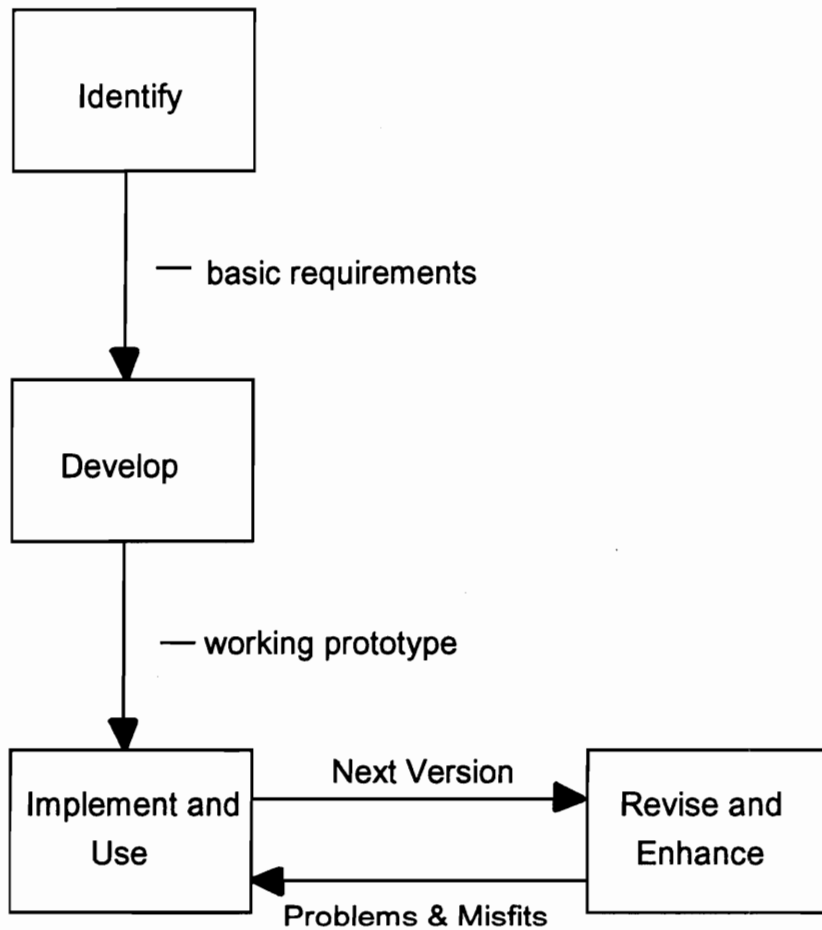 Identify
— basic requirements
Develop
— working prototype
Implement and
Use
Next Version
Revise and
Enhance
Problems & Misfits